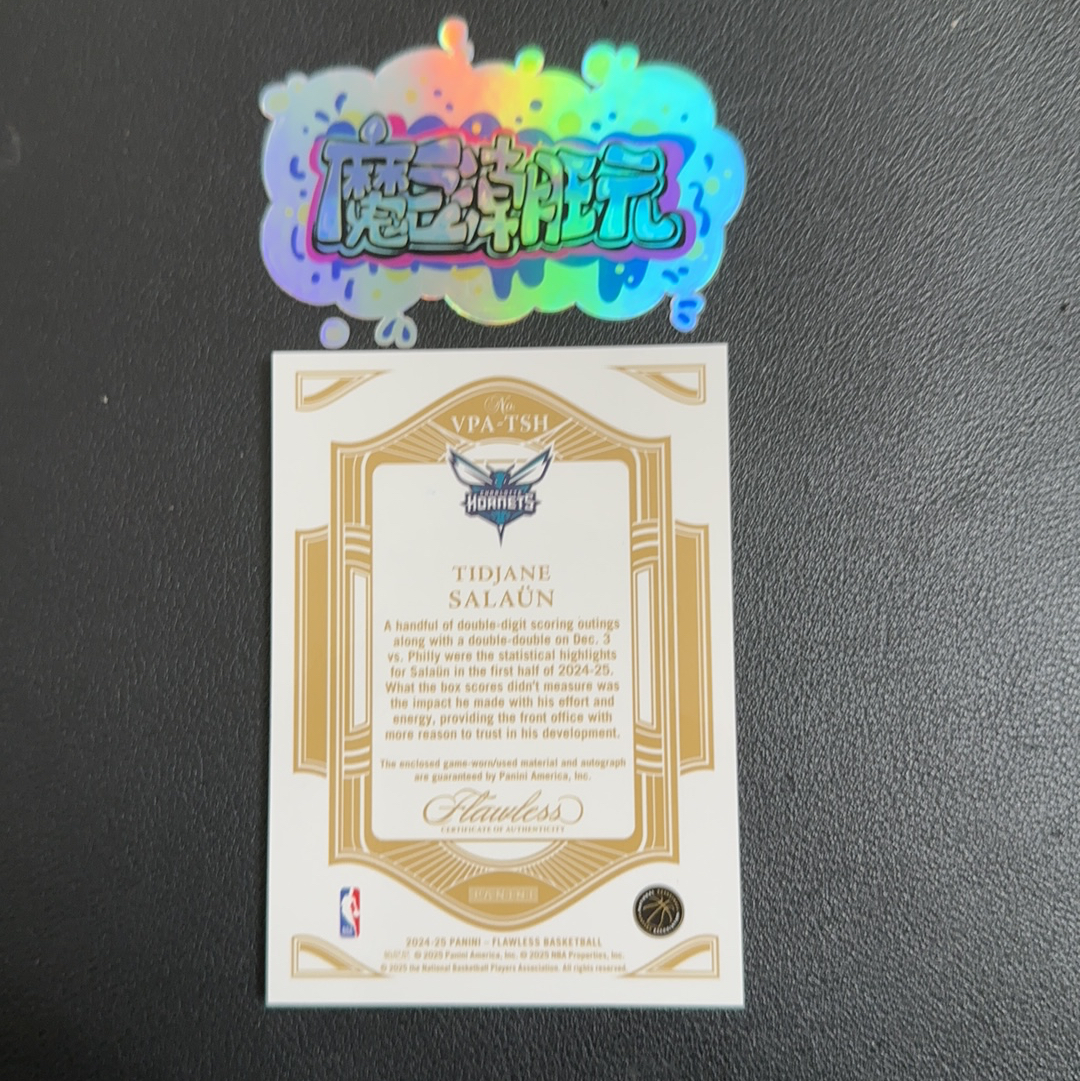 魔玄潮玩
No.
VPA-TSH
CHARLOTTE
HORNETS
TIDJANE
SALAÜN
A handful of double-digit scoring outings
along with a double-double on Dec. 3
vs. Philly were the statistical highlights
for Salaün in the first half of 2024-25.
What the box scores didn't measure was
the impact he made with his effort and
energy, providing the front office with
more reason to trust in his development.
The enclosed game-worn/used material and autograph
are guaranteed by Panini America, Inc.
Flawless
CERTIFICATE OF AUTHENTICITY
PANINI
2024-25 PANINI – FLAWLESS BASKETBALL
© 2025 Panini America, Inc. © 2025 NBA Properties, Inc.
© 2025 the National Basketball Players Association. All rights reserved.